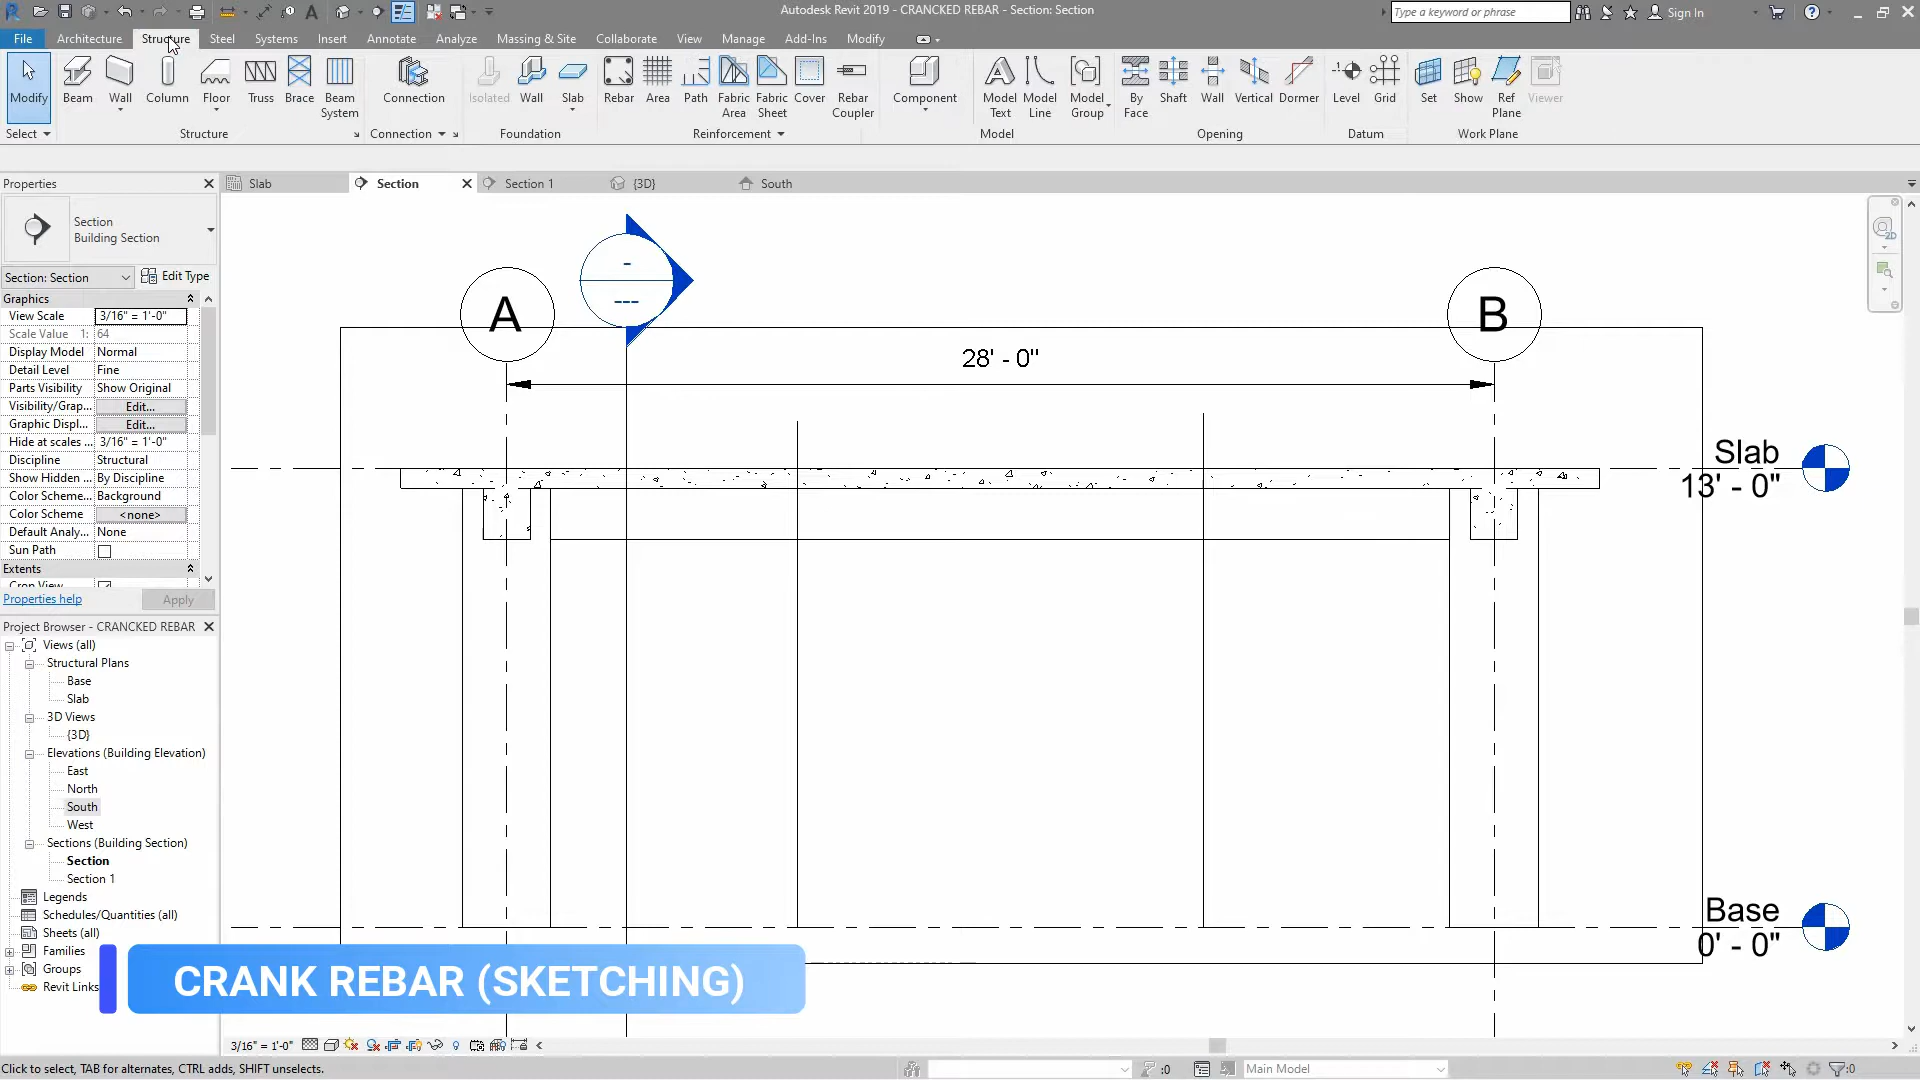 Autodesk Revit 2019 - CRANCKED REBAR - Section: Section
Type a keyword or phrase
Sign In
File Architecture Structure Steel Systems Insert Annotate Analyze Massing & Site Collaborate View Manage Add-Ins Modify
Modify Beam Wall Column Floor Truss Brace Beam System Connection Isolated Wall Slab Rebar Area Path Fabric Area Fabric Sheet Cover Rebar Coupler Component Model Text Model Line Model Group By Face Shaft Wall Vertical Dormer Level Grid Set Show Ref Plane Viewer
Select Structure Connection Foundation Reinforcement Model Opening Datum Work Plane
Properties
Slab Section Section 1 {3D} South
Section
Building Section
Section: Section Edit Type
Graphics
View Scale 3/16" = 1'-0"
Scale Value 1: 64
Display Model Normal
Detail Level Fine
Parts Visibility Show Original
Visibility/Grap... Edit...
Graphic Displ... Edit...
Hide at scales ... 3/16" = 1'-0"
Discipline Structural
Show Hidden ... By Discipline
Color Scheme... Background
Color Scheme <none>
Default Analy... None
Sun Path
Extents
Crop View
Properties help Apply
Project Browser - CRANCKED REBAR
Views (all)
Structural Plans
Base
Slab
3D Views
{3D}
Elevations (Building Elevation)
East
North
South
West
Sections (Building Section)
Section
Section 1
Legends
Schedules/Quantities (all)
Sheets (all)
Families
Groups
Revit Links
-
---
A
B
28' - 0"
Slab
13' - 0"
Base
0' - 0"
CRANK REBAR (SKETCHING)
3/16" = 1'-0"
Click to select, TAB for alternates, CTRL adds, SHIFT unselects.
:0
Main Model
:0